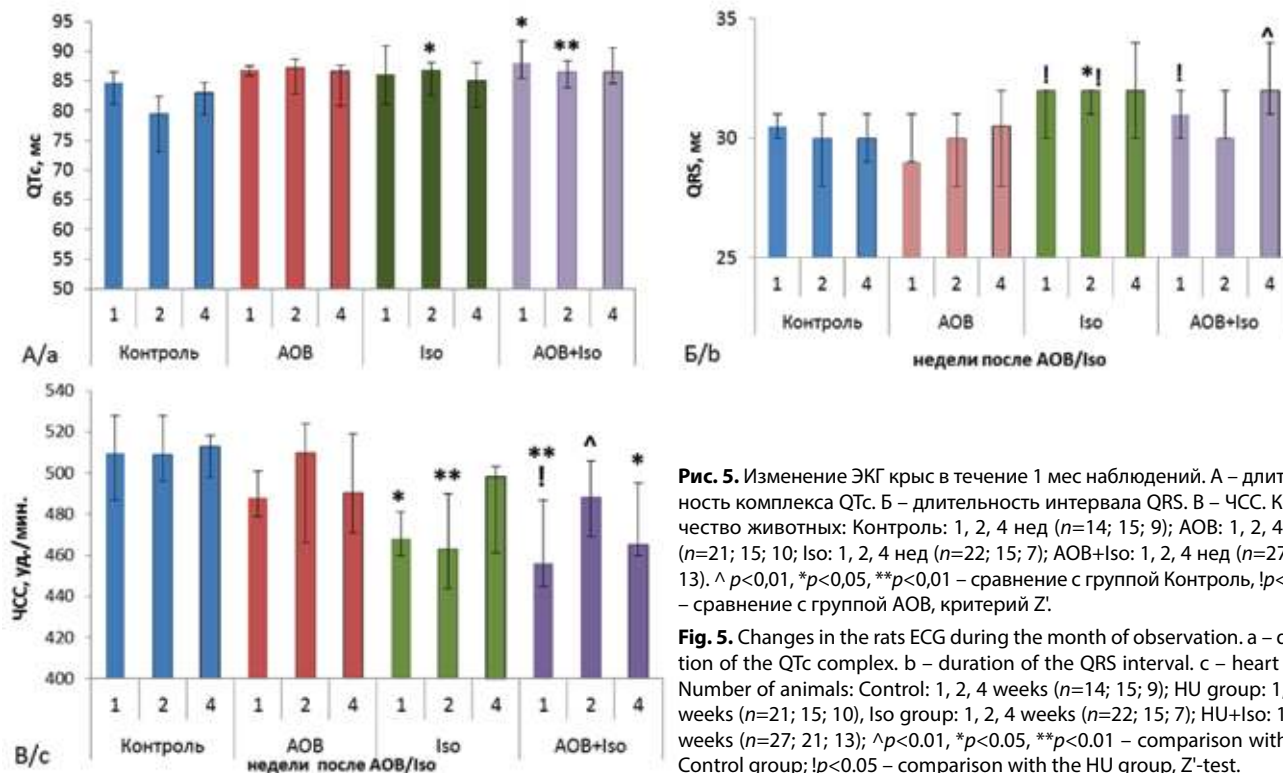 95
90
85
80
75
70
65
60
55
50
QTc, мс
*
*
**
1 2 4 1 2 4 1 2 4 1 2 4
Контроль АОВ Iso АОВ+Iso
А/a
35
30
25
QRS, мс
! *! ! ^
1 2 4 1 2 4 1 2 4 1 2 4
Контроль АОВ Iso АОВ+Iso
Б/b
недели после АОВ/Iso
540
520
500
480
460
440
420
400
ЧСС, уд./мин.
* ** ** ! ^ *
1 2 4 1 2 4 1 2 4 1 2 4
Контроль АОВ Iso АОВ+Iso
В/c
недели после АОВ/Iso
Рис. 5. Изменение ЭКГ крыс в течение 1 мес наблюдений. А – длит
ность комплекса QTc. Б – длительность интервала QRS. В – ЧСС. К
чество животных: Контроль: 1, 2, 4 нед (n=14; 15; 9); АОВ: 1, 2, 4
(n=21; 15; 10; Iso: 1, 2, 4 нед (n=22; 15; 7); АОВ+Iso: 1, 2, 4 нед (n=27
13). ^ p<0,01, *p<0,05, **p<0,01 – сравнение с группой Контроль, !p<
– сравнение с группой АОВ, критерий Z'.
Fig. 5. Changes in the rats ECG during the month of observation. a – d
tion of the QTc complex. b – duration of the QRS interval. c – heart
Number of animals: Control: 1, 2, 4 weeks (n=14; 15; 9); HU group: 1,
weeks (n=21; 15; 10), Iso group: 1, 2, 4 weeks (n=22; 15; 7); HU+Iso: 1
weeks (n=27; 21; 13); ^p<0.01, *p<0.05, **p<0.01 – comparison with
Control group; !p<0.05 – comparison with the HU group, Z'-test.